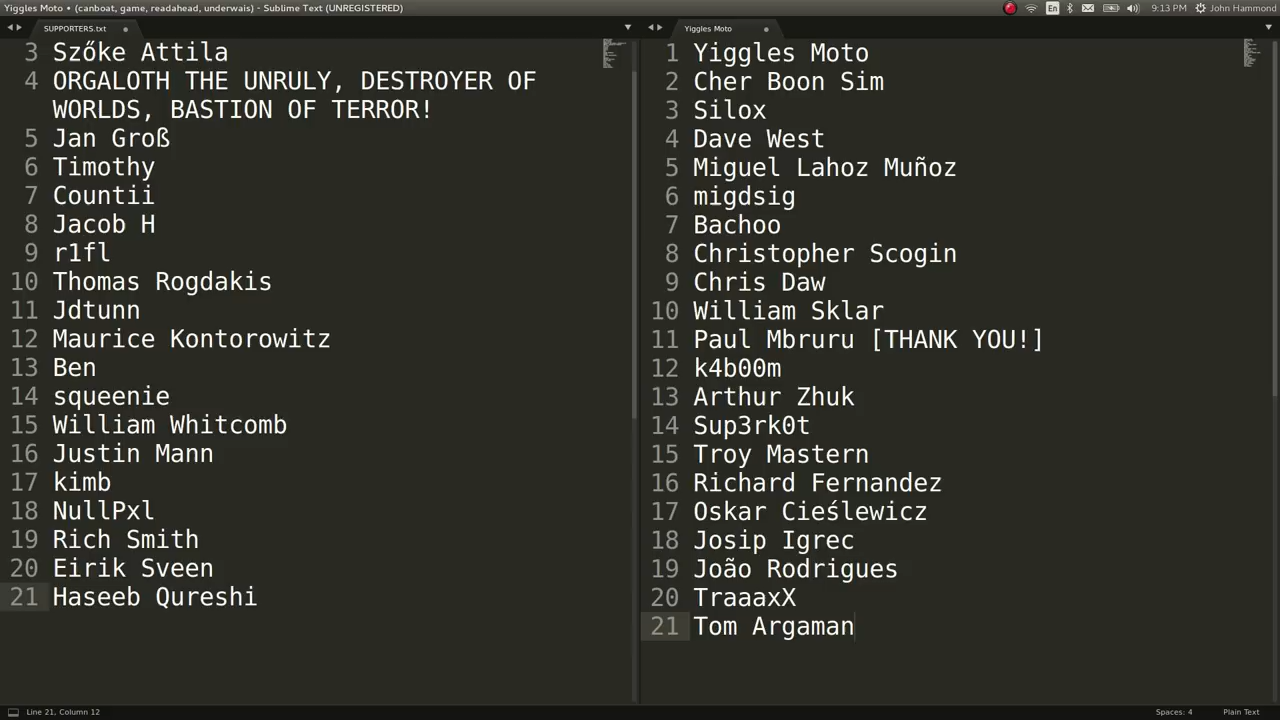 Yiggles Moto • (canboat, game, readahead, underwais) - Sublime Text (UNREGISTERED)
En
9:13 PM
John Hammond
SUPPORTERS.txt
3 Szőke Attila
4 ORGALOTH THE UNRULY, DESTROYER OF
WORLDS, BASTION OF TERROR!
5 Jan Groß
6 Timothy
7 Countii
8 Jacob H
9 r1fl
10 Thomas Rogdakis
11 Jdtunn
12 Maurice Kontorowitz
13 Ben
14 squeenie
15 William Whitcomb
16 Justin Mann
17 kimb
18 NullPxl
19 Rich Smith
20 Eirik Sveen
21 Haseeb Qureshi
Yiggles Moto
1 Yiggles Moto
2 Cher Boon Sim
3 Silox
4 Dave West
5 Miguel Lahoz Muñoz
6 migdsig
7 Bachoo
8 Christopher Scogin
9 Chris Daw
10 William Sklar
11 Paul Mbruru [THANK YOU!]
12 k4b00m
13 Arthur Zhuk
14 Sup3rk0t
15 Troy Mastern
16 Richard Fernandez
17 Oskar Cieślewicz
18 Josip Igrec
19 João Rodrigues
20 TraaaxX
21 Tom Argaman
Line 21, Column 12
Spaces: 4
Plain Text